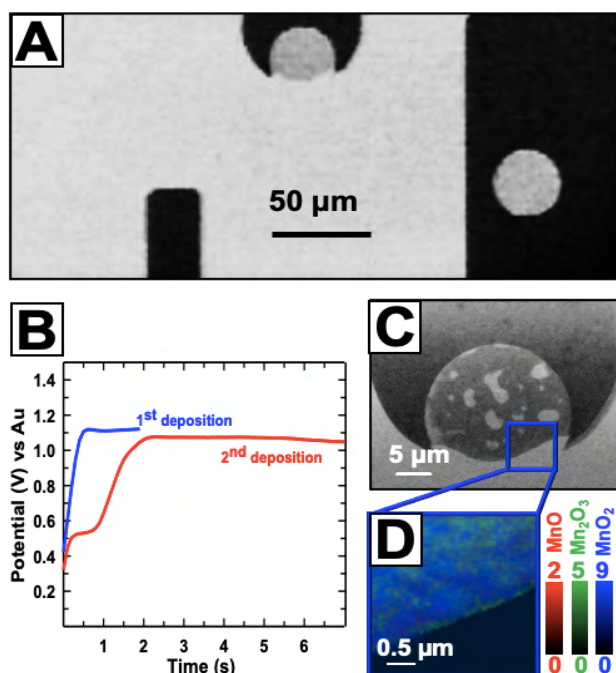 A
50 µm
B
1.4
1.2
1.0
0.8
0.6
0.4
0.2
Potential (V) vs Au
1st deposition
2nd deposition
1 2 3 4 5 6
Time (s)
C
5 µm
D
0.5 µm
2 MnO
5 Mn2O3
9 MnO2
0 0 0